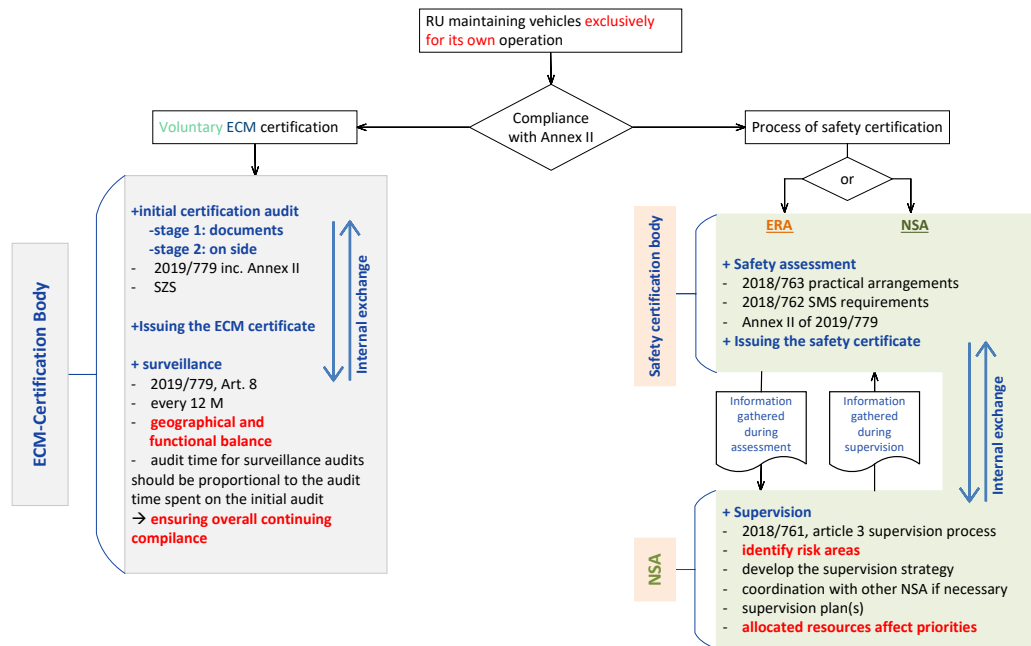 RU maintaining vehicles exclusively
for its own operation
Voluntary ECM certification
Compliance
with Annex II
Process of safety certification
or
ECM-Certification Body
+initial certification audit
-stage 1: documents
-stage 2: on side
- 2019/779 inc. Annex II
- SZS
+Issuing the ECM certificate
+ surveillance
- 2019/779, Art. 8
- every 12 M
- geographical and
functional balance
- audit time for surveillance audits
should be proportional to the audit
time spent on the initial audit
→ ensuring overall continuing
compilance
Internal exchange
Safety certification body
ERA
NSA
+ Safety assessment
- 2018/763 practical arrangements
- 2018/762 SMS requirements
- Annex II of 2019/779
+ Issuing the safety certificate
Information
gathered
during
assessment
Information
gathered
during
supervision
Internal exchange
NSA
+ Supervision
- 2018/761, article 3 supervision process
- identify risk areas
- develop the supervision strategy
- coordination with other NSA if necessary
- supervision plan(s)
- allocated resources affect priorities